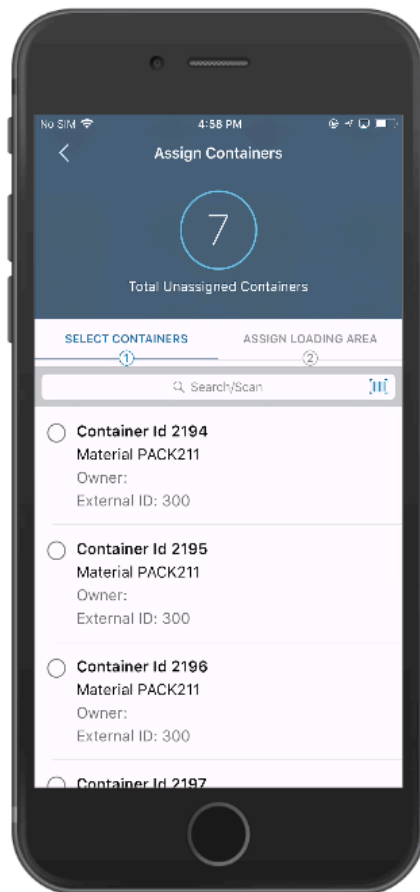 No SIM 4:58 PM
Assign Containers
7
Total Unassigned Containers
SELECT CONTAINERS ASSIGN LOADING AREA
1 2
Search/Scan
Container Id 2194
Material PACK211
Owner:
External ID: 300
Container Id 2195
Material PACK211
Owner:
External ID: 300
Container Id 2196
Material PACK211
Owner:
External ID: 300
Container Id 2197